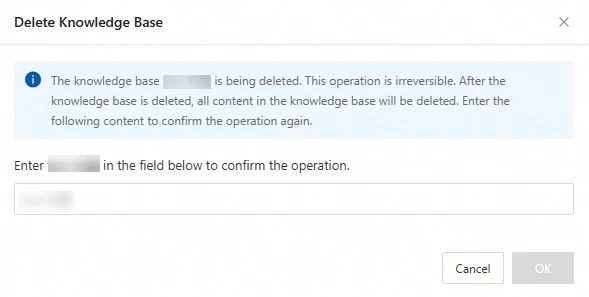 Delete Knowledge Base
The knowledge base is being deleted. This operation is irreversible. After the
knowledge base is deleted, all content in the knowledge base will be deleted. Enter the
following content to confirm the operation again.
Enter in the field below to confirm the operation.
Cancel OK